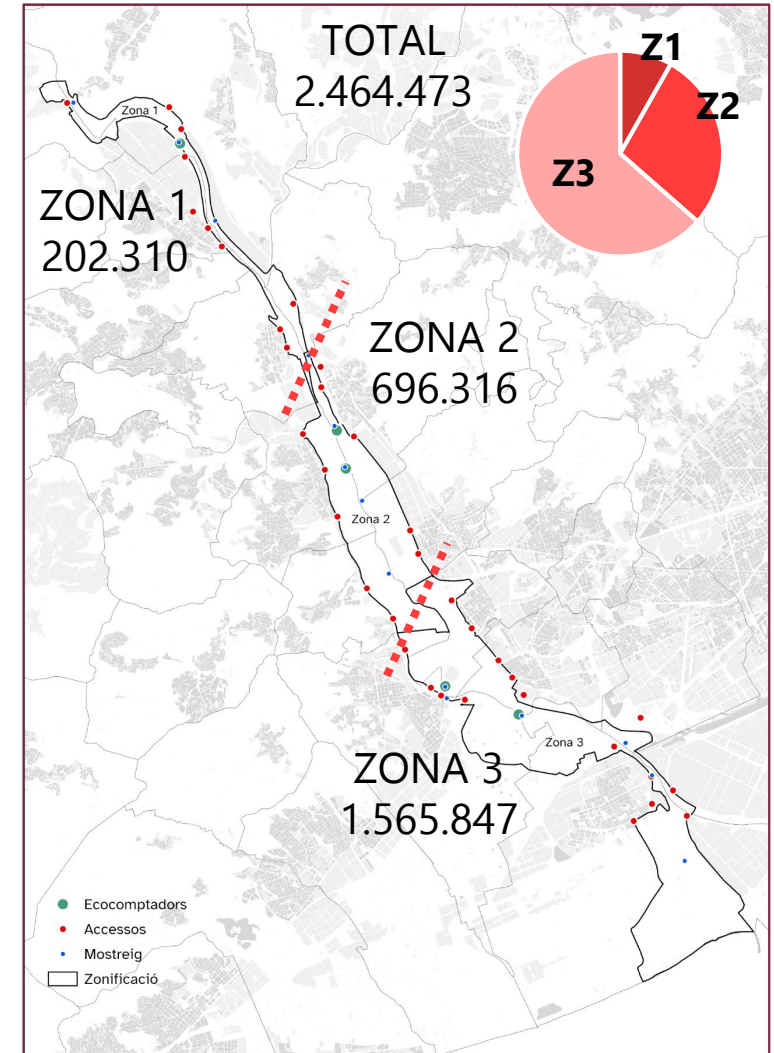 TOTAL
2.464.473
Z1
Z2
Z3
Zona 1
ZONA 1
202.310
ZONA 2
696.316
Zona 2
Zona 3
ZONA 3
1.565.847
Ecocomptadors
Accessos
Mostreig
Zonificació